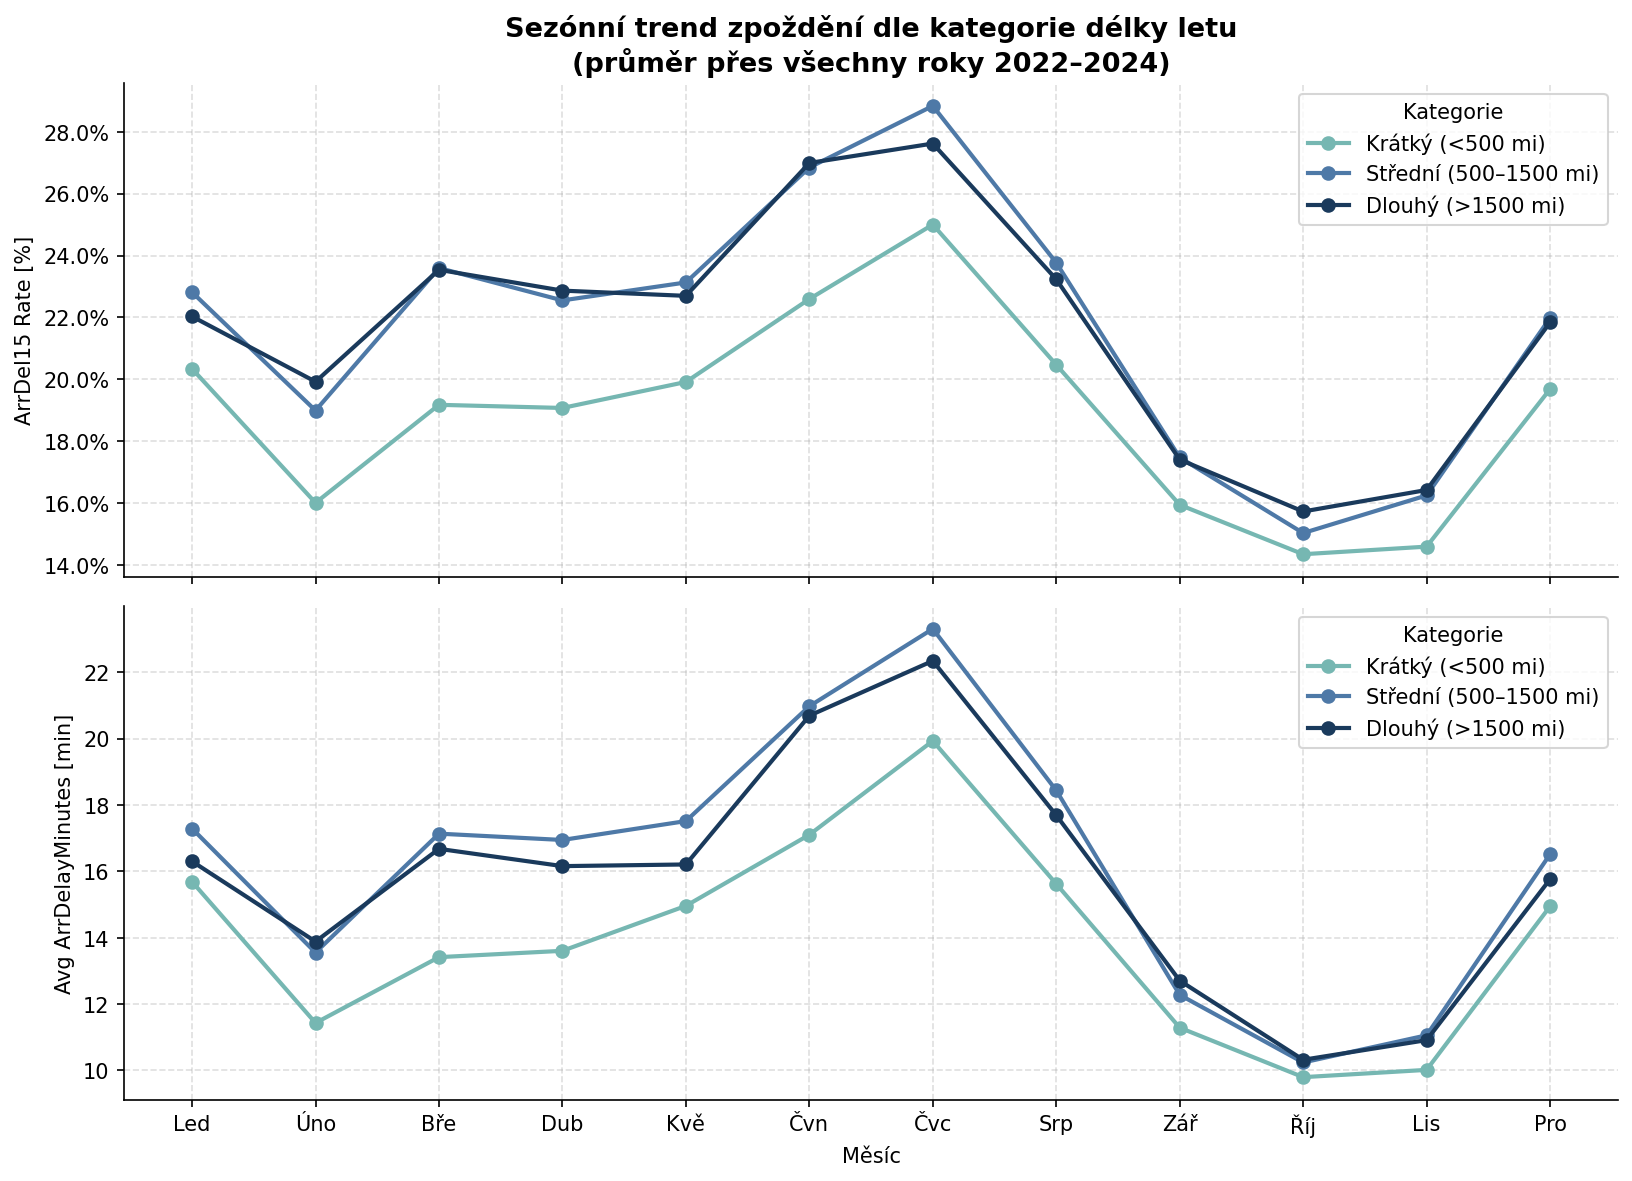 Sezónní trend zpoždění dle kategorie délky letu
(průměr přes všechny roky 2022–2024)
ArrDel15 Rate [%]
28.0%
26.0%
24.0%
22.0%
20.0%
18.0%
16.0%
14.0%
Kategorie
Krátký (<500 mi)
Střední (500–1500 mi)
Dlouhý (>1500 mi)
Avg ArrDelayMinutes [min]
22
20
18
16
14
12
10
Kategorie
Krátký (<500 mi)
Střední (500–1500 mi)
Dlouhý (>1500 mi)
Led Úno Bře Dub Kvě Čvn Čvc Srp Zář Říj Lis Pro
Měsíc